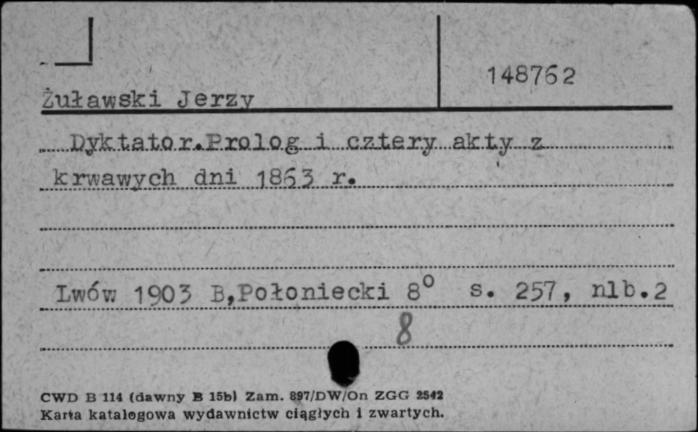 148762
Żuławski Jerzy
Dyktator.Prolog i cztery akty z
krwawych dni 1863 r.
Lwów 1903 B,Połoniecki 8° s. 257, nlb.2
8
CWD B 114 (dawny B 15b) Zam. 897/DW/On ZGG 2542
Karta katalogowa wydawnictw ciągłych i zwartych.